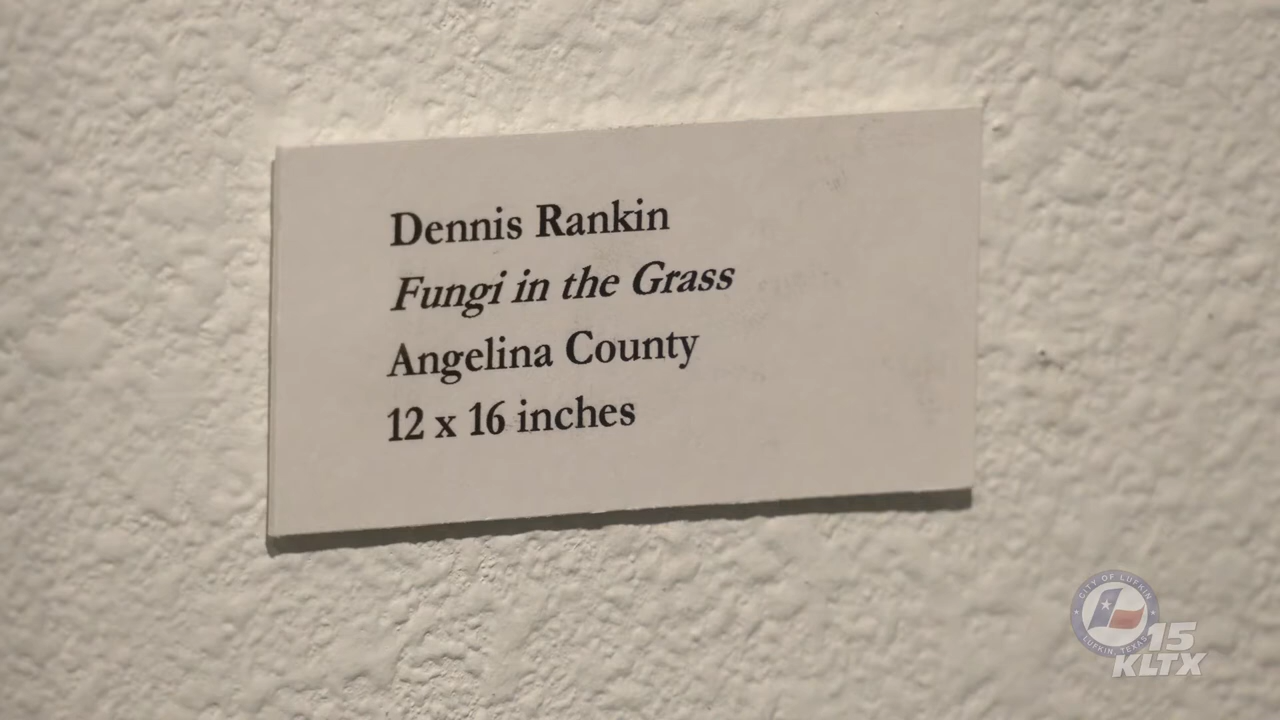 Dennis Rankin
Fungi in the Grass
Angelina County
12 x 16 inches
CITY OF LUFKIN
LUFKIN, TEXAS
15
KLTX